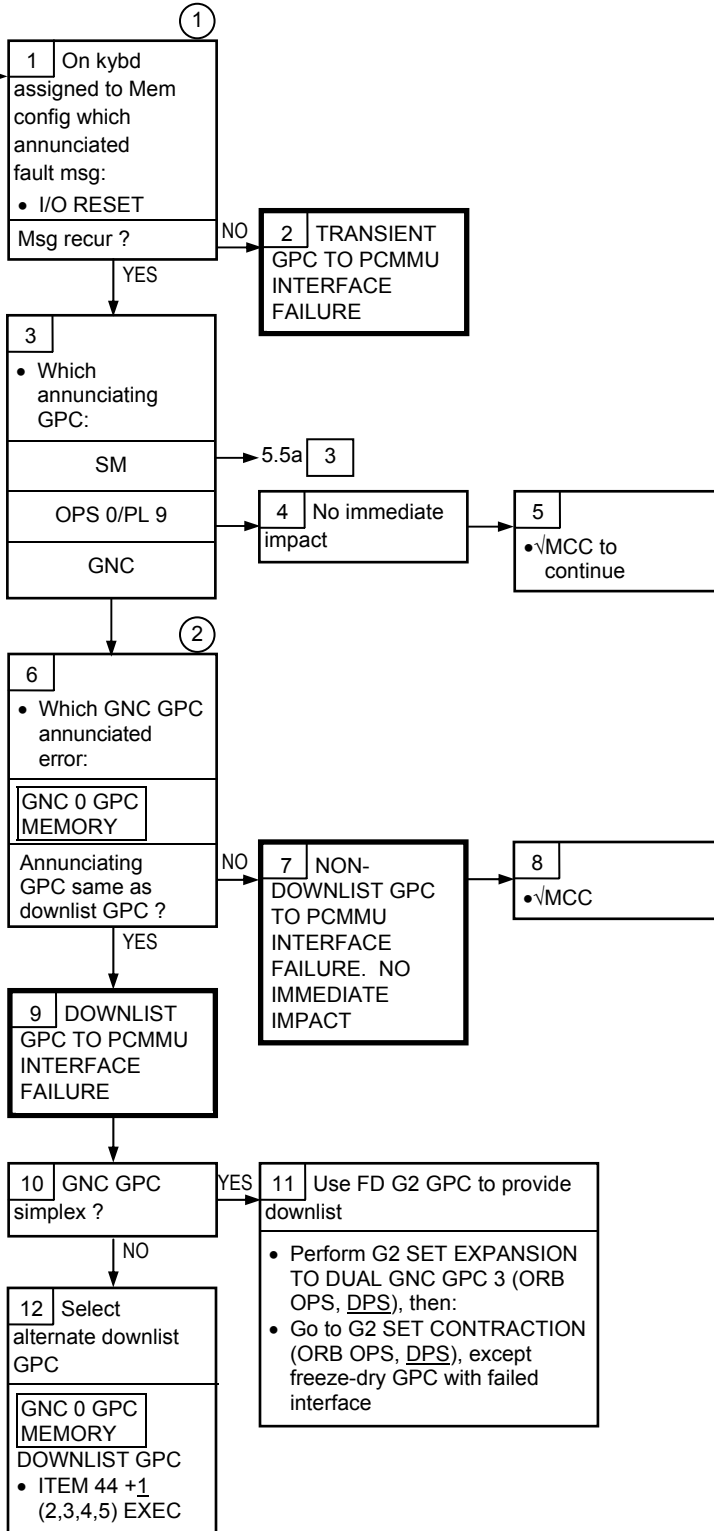 1
1 On kybd
assigned to Mem
config which
annunciated
fault msg:
• I/O RESET
Msg recur ?
NO
YES
2 TRANSIENT
GPC TO PCMMU
INTERFACE
FAILURE
3
• Which
annunciating
GPC:
SM
5.5a 3
OPS 0/PL 9
GNC
4 No immediate
impact
5
•√MCC to
continue
2
6
• Which GNC GPC
annunciated
error:
GNC 0 GPC
MEMORY
Annunciating
GPC same as
downlist GPC ?
NO
YES
7 NON-
DOWNLIST GPC
TO PCMMU
INTERFACE
FAILURE. NO
IMMEDIATE
IMPACT
8
•√MCC
9 DOWNLIST
GPC TO PCMMU
INTERFACE
FAILURE
10 GNC GPC
simplex ?
YES
NO
11 Use FD G2 GPC to provide
downlist
• Perform G2 SET EXPANSION
TO DUAL GNC GPC 3 (ORB
OPS, DPS), then:
• Go to G2 SET CONTRACTION
(ORB OPS, DPS), except
freeze-dry GPC with failed
interface
12 Select
alternate downlist
GPC
GNC 0 GPC
MEMORY
DOWNLIST GPC
• ITEM 44 +1
(2,3,4,5) EXEC